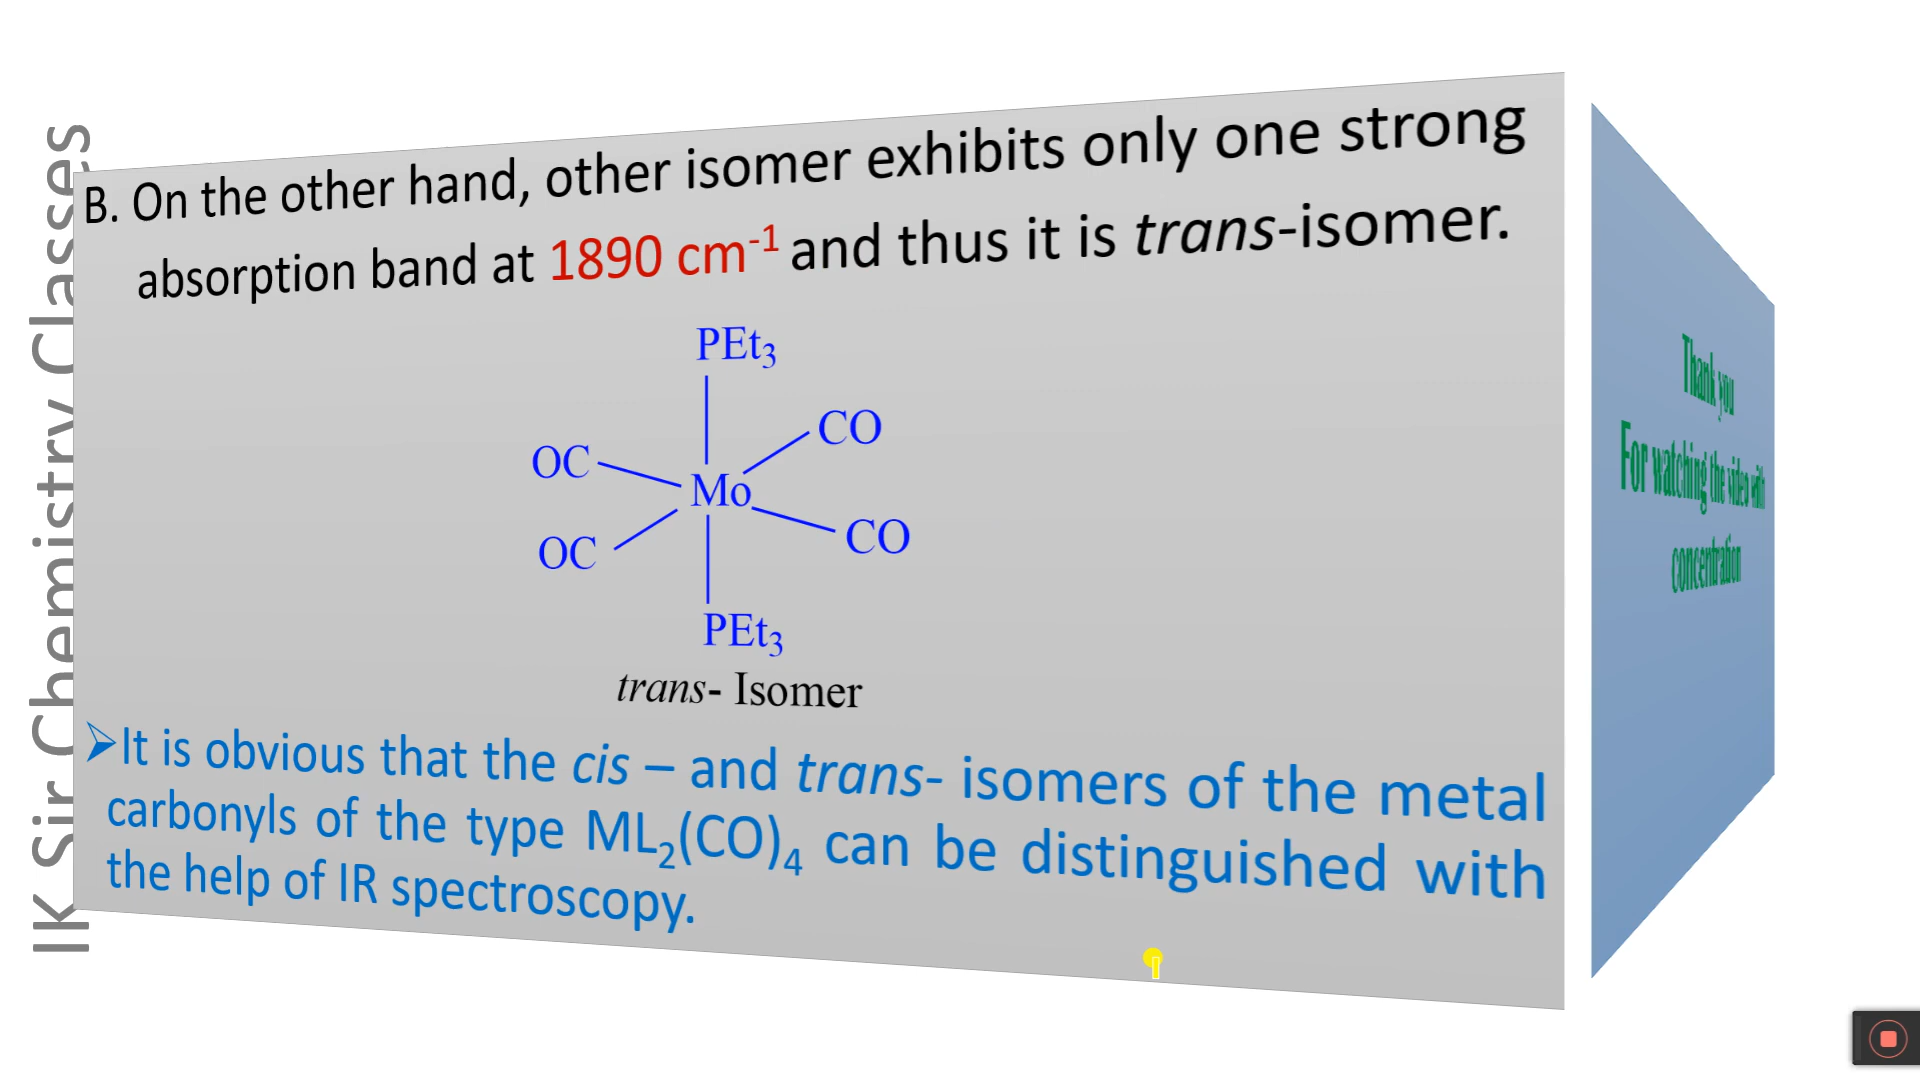 IK Sir Chemistry Classes
B. On the other hand, other isomer exhibits only one strong
absorption band at 1890 cm⁻¹ and thus it is trans-isomer.
PEt₃
CO
OC
Mo
OC
CO
PEt₃
trans- Isomer
➢It is obvious that the cis – and trans- isomers of the metal
carbonyls of the type ML₂(CO)₄ can be distinguished with
the help of IR spectroscopy.
Thank you
For watching the video with
concentration